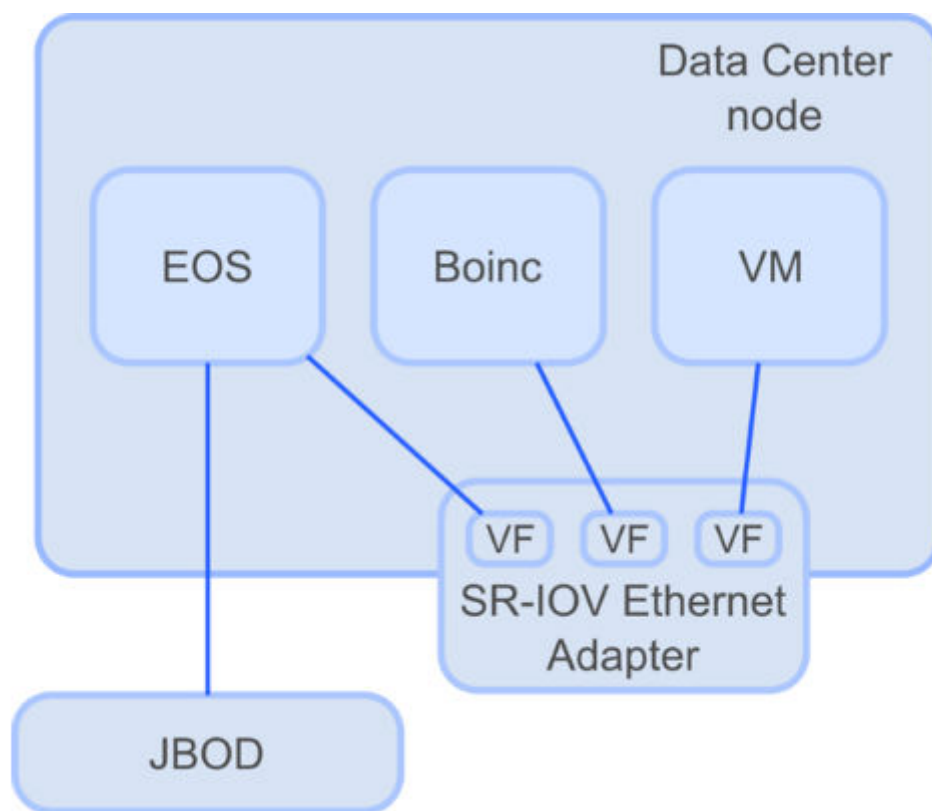 Data Center
node
EOS
Boinc
VM
VF
VF
VF
SR-IOV Ethernet
Adapter
JBOD